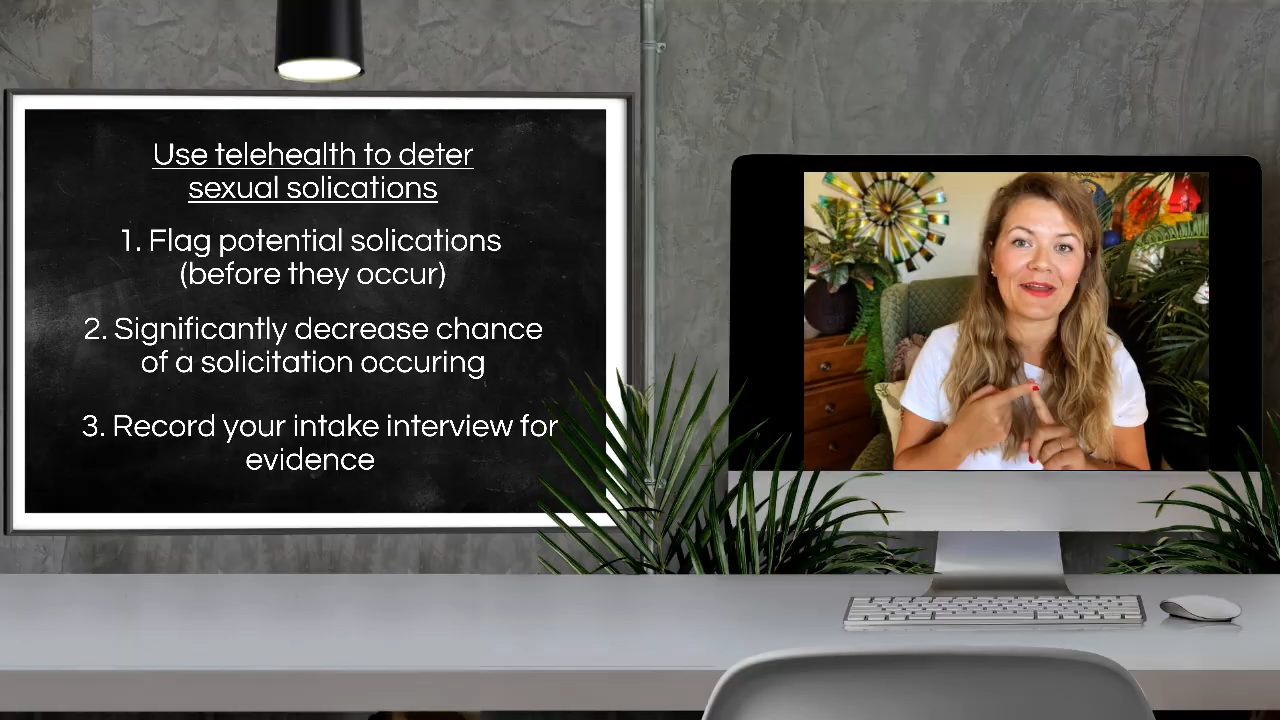 Use telehealth to deter
sexual solications
1. Flag potential solications
(before they occur)
2. Significantly decrease chance
of a solicitation occuring
3. Record your intake interview for
evidence